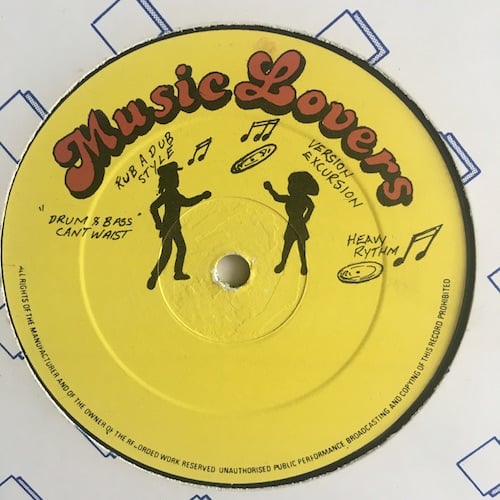 Music Lovers
RUB A DUB
STYLE
VERSION
EXCURSION
"DRUM & BASS"
CANT WAIST
HEAVY
RYTHM
ALL RIGHTS OF THE MANUFACTURER AND OF THE OWNER OF THE RECORDED WORK RESERVED UNAUTHORISED PUBLIC PERFORMANCE BROADCASTING AND COPYING OF THIS RECORD PROHIBITED